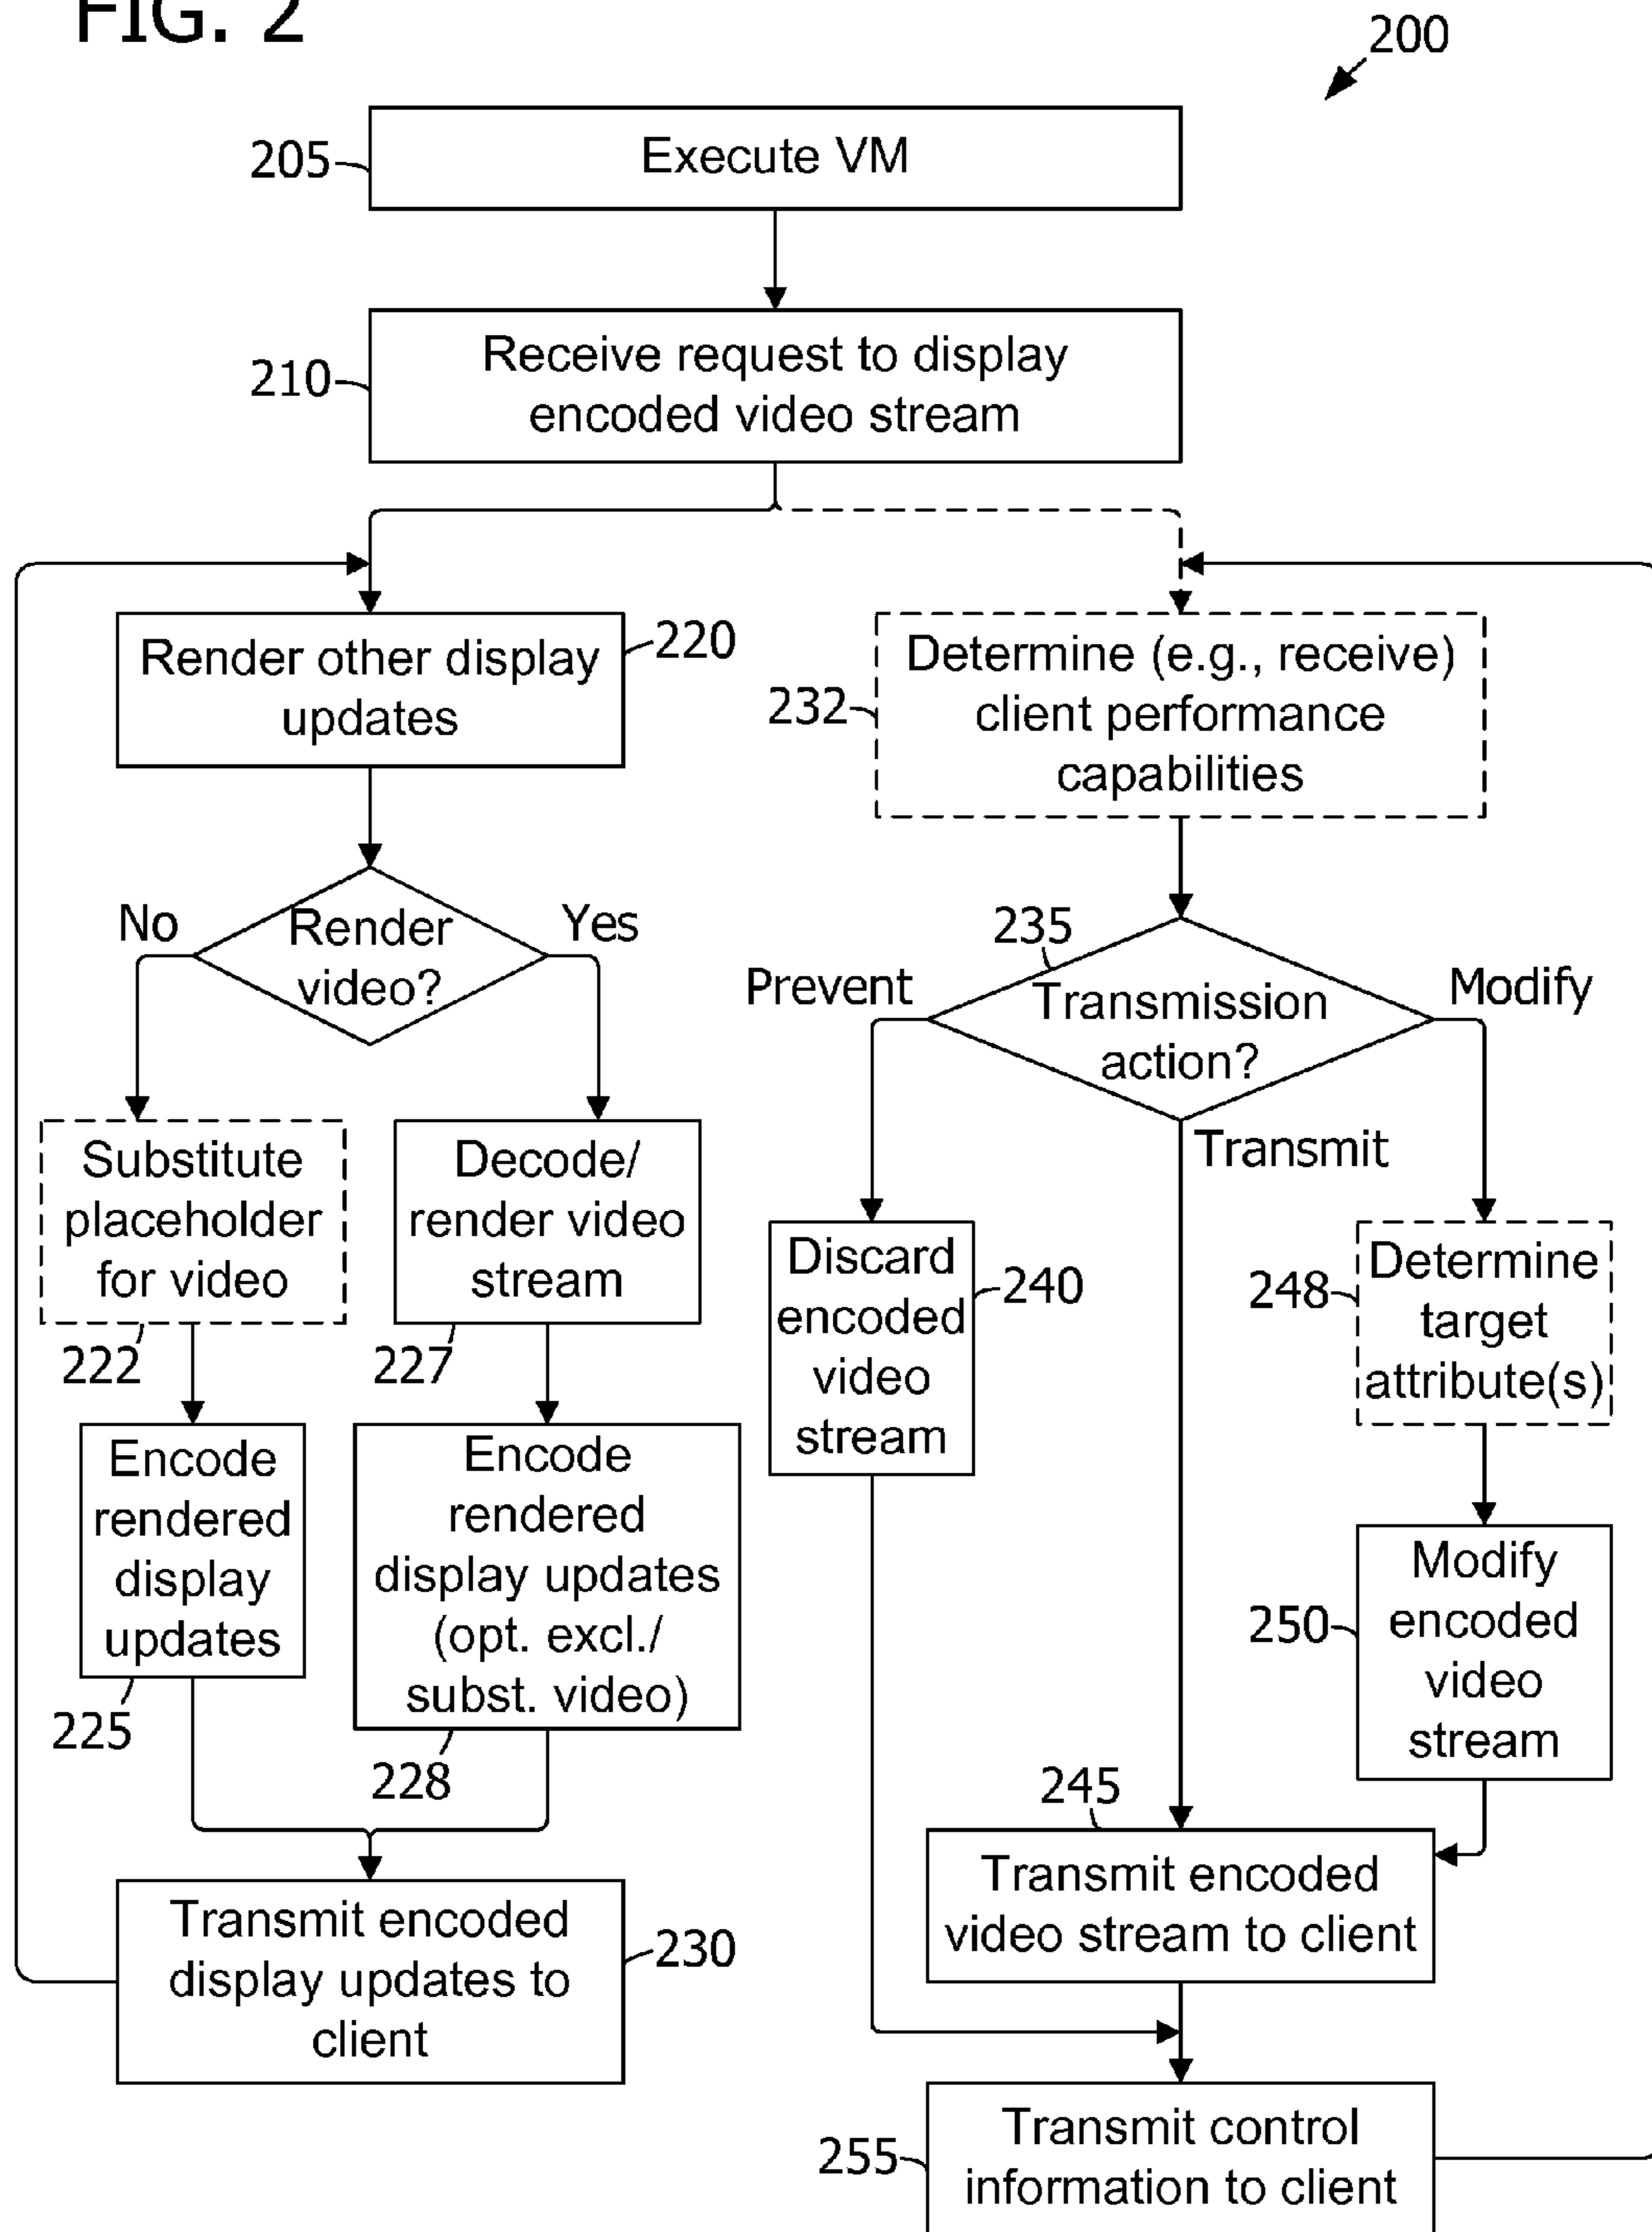 FIG. 2
200
205
Execute VM
210
Receive request to display
encoded video stream
Render other display
updates
220
232
Determine (e.g., receive)
client performance
capabilities
No
Render
video?
Yes
235
Prevent
Transmission
action?
Modify
Transmit
Substitute
placeholder
for video
222
Decode/
render video
stream
227
Discard
encoded
video
stream
240
248
Determine
target
attribute(s)
Encode
rendered
display
updates
225
Encode
rendered
display updates
(opt. excl./
subst. video)
228
250
Modify
encoded
video
stream
245
Transmit encoded
video stream to client
Transmit encoded
display updates to
client
230
255
Transmit control
information to client